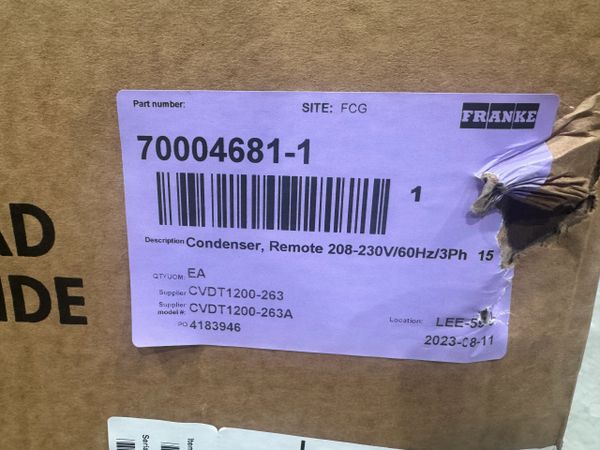 Part number:
SITE: FCG
FRANKE
70004681-1
1
Description Condenser, Remote 208-230V/60Hz/3Ph 15
QTYUOM: EA
Supplier CVDT1200-263
Supplier model #: CVDT1200-263A
PO 4183946
Location:
2023-08-11
AD
IDE